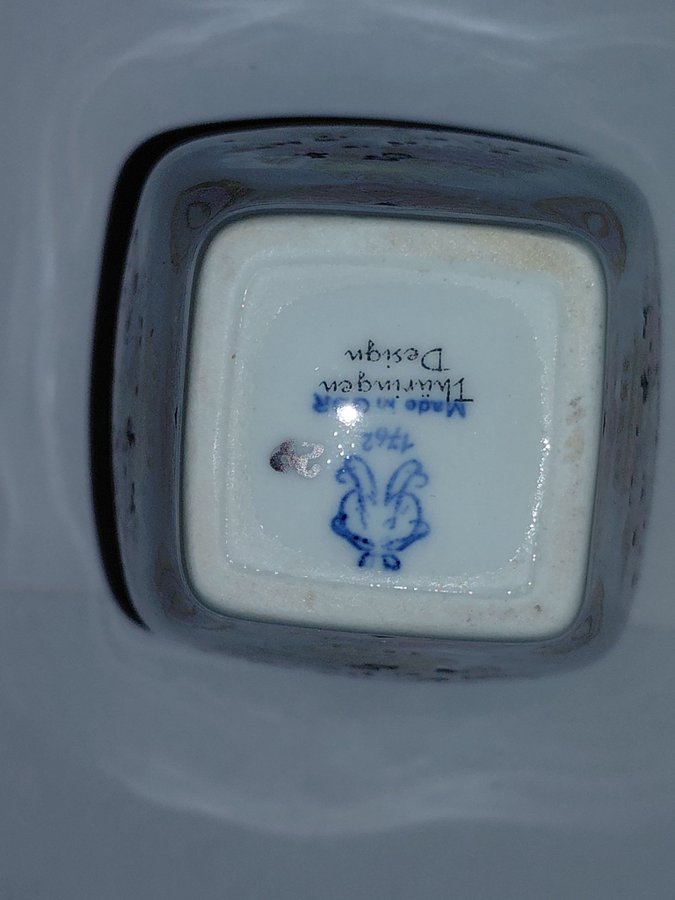 1762
Made in GDR
Thüringen
Design